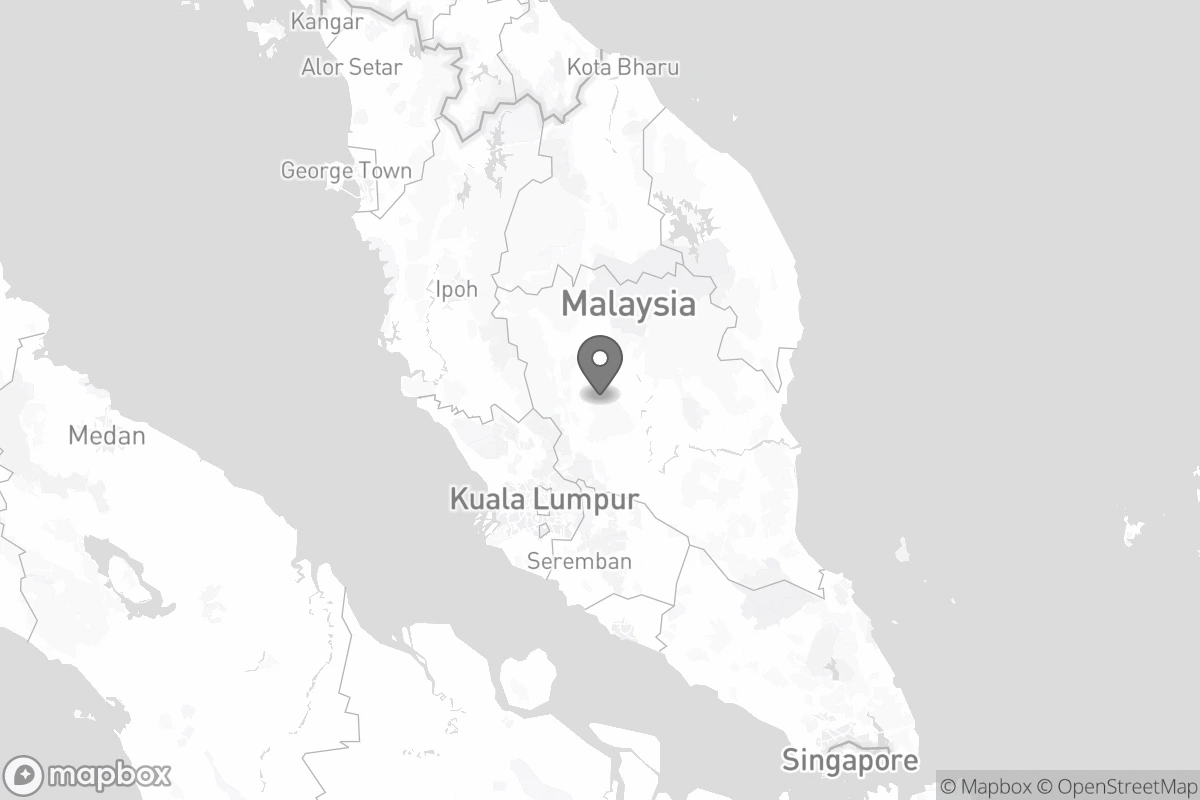 Kangar
Alor Setar
Kota Bharu
George Town
Ipoh
Malaysia
Medan
Kuala Lumpur
Seremban
Singapore
mapbox
© Mapbox © OpenStreetMap